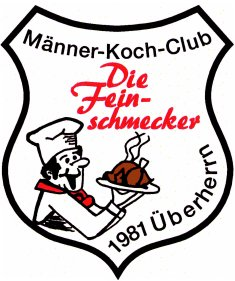 Männer-Koch-Club
Die
Fein-
schmecker
1981 Überherrn